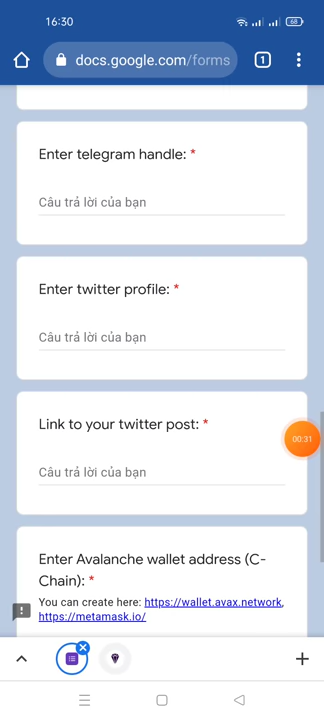 16:30
68
docs.google.com/forms
1
Enter telegram handle: *
Câu trả lời của bạn
Enter twitter profile: *
Câu trả lời của bạn
Link to your twitter post: *
Câu trả lời của bạn
00:31
Enter Avalanche wallet address (C-
Chain): *
You can create here: https://wallet.avax.network,
https://metamask.io/